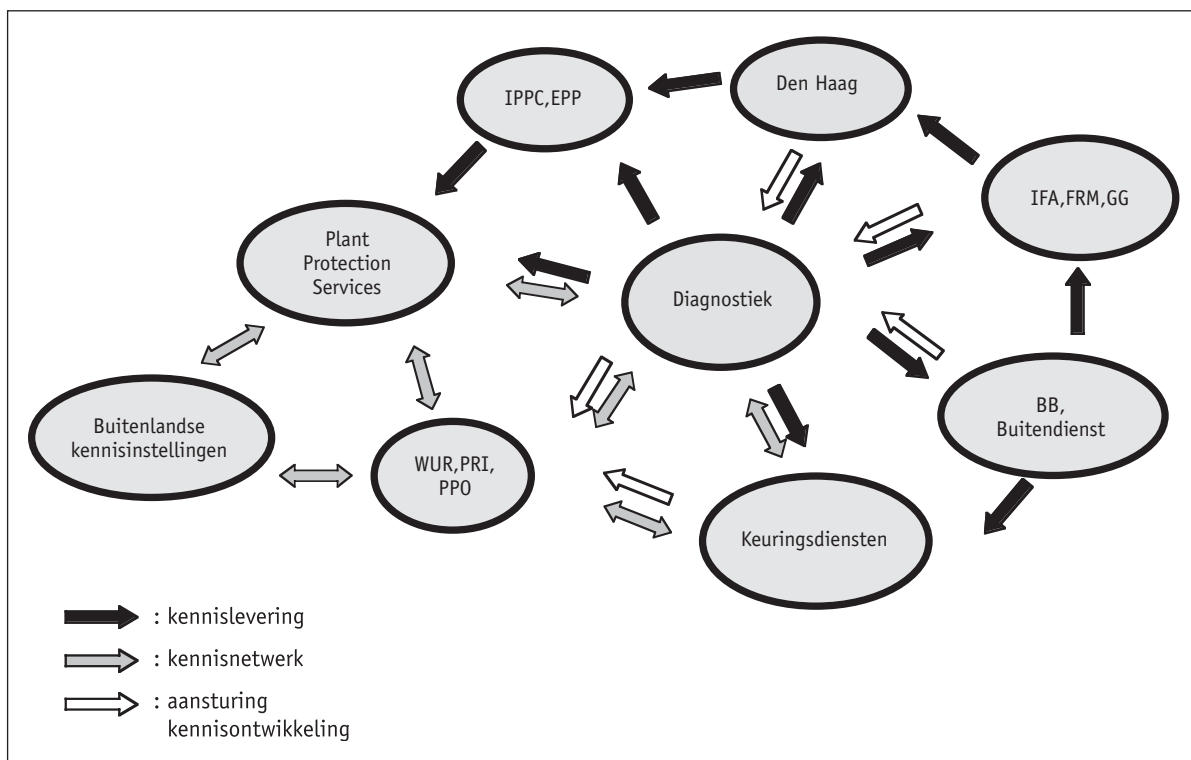 IPPC,EPP
Den Haag
IFA,FRM,GG
Plant
Protection
Services
Diagnostiek
BB,
Buitendienst
Buitenlandse
kennisinstellingen
WUR,PRI,
PPO
Keuringsdiensten
: kennislevering
: kennisnetwerk
: aansturing
kennisontwikkeling